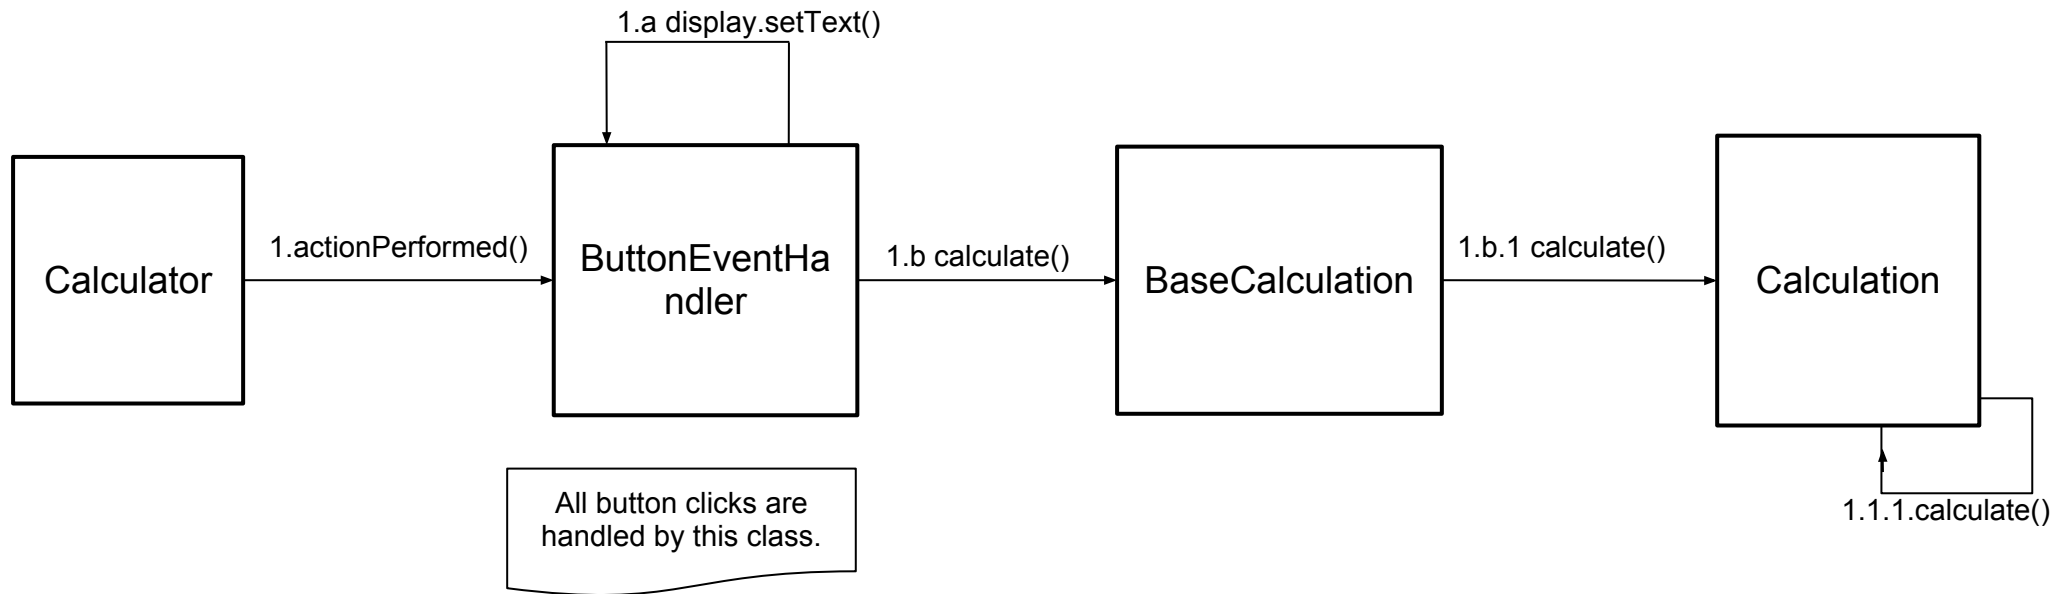 1.a display.setText()
Calculator
1.actionPerformed()
ButtonEventHa
ndler
1.b calculate()
BaseCalculation
1.b.1 calculate()
Calculation
1.1.1.calculate()
All button clicks are
handled by this class.